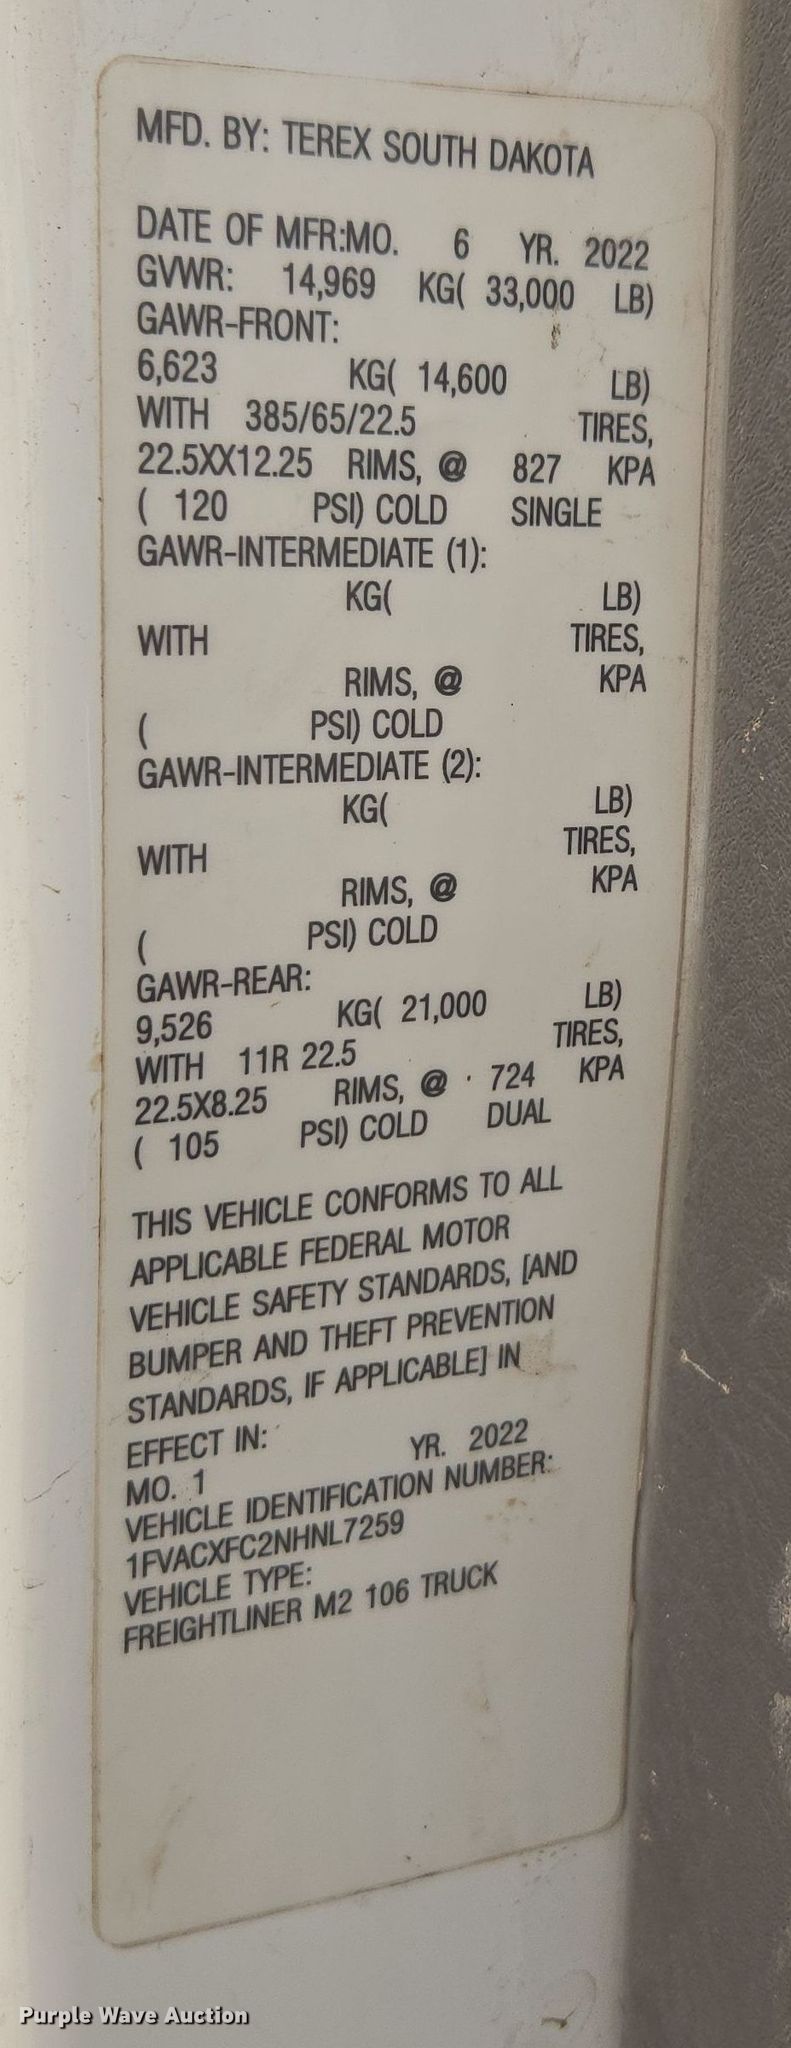 MFD. BY: TEREX SOUTH DAKOTA
DATE OF MFR:MO. 6 YR. 2022
GVWR: 14,969 KG( 33,000 LB)
GAWR-FRONT:
6,623 KG( 14,600 LB)
WITH 385/65/22.5 TIRES,
22.5XX12.25 RIMS, @ 827 KPA
( 120 PSI) COLD SINGLE
GAWR-INTERMEDIATE (1):
KG( LB)
WITH TIRES,
RIMS, @ KPA
( PSI) COLD
GAWR-INTERMEDIATE (2):
KG( LB)
WITH TIRES,
RIMS, @ KPA
( PSI) COLD
GAWR-REAR:
9,526 KG( 21,000 LB)
WITH 11R 22.5 TIRES,
22.5X8.25 RIMS, @ 724 KPA
( 105 PSI) COLD DUAL
THIS VEHICLE CONFORMS TO ALL
APPLICABLE FEDERAL MOTOR
VEHICLE SAFETY STANDARDS, [AND
BUMPER AND THEFT PREVENTION
STANDARDS, IF APPLICABLE] IN
EFFECT IN:
MO. 1 YR. 2022
VEHICLE IDENTIFICATION NUMBER:
1FVACXFC2NHNL7259
VEHICLE TYPE:
FREIGHTLINER M2 106 TRUCK
Purple Wave Auction